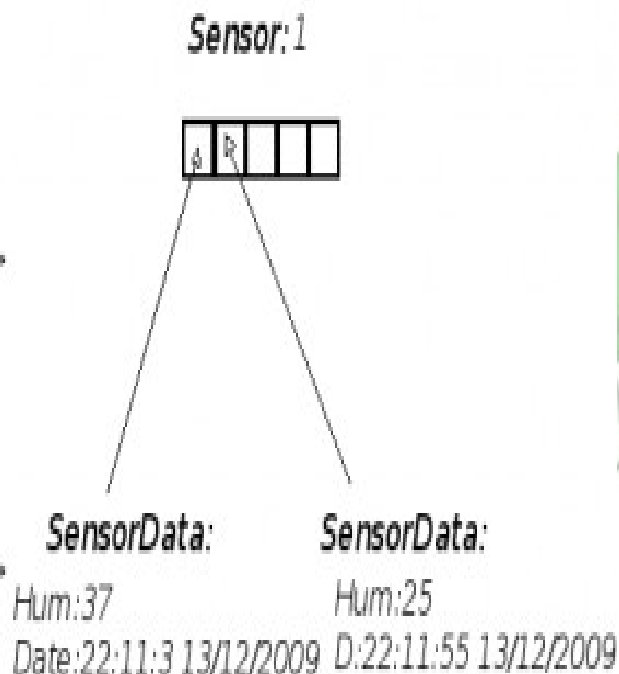 Sensor: 1
SensorData:
Hum:37
Date:22:11:3 13/12/2009
SensorData:
Hum:25
D:22:11:55 13/12/2009